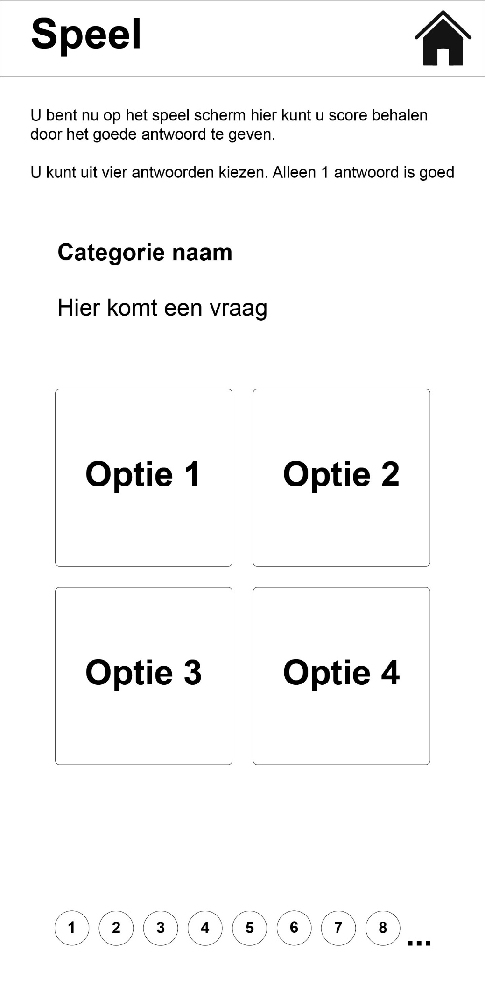 Speel
U bent nu op het speel scherm hier kunt u score behalen
door het goede antwoord te geven.
U kunt uit vier antwoorden kiezen. Alleen 1 antwoord is goed
Categorie naam
Hier komt een vraag
Optie 1
Optie 2
Optie 3
Optie 4
1 2 3 4 5 6 7 8 ...